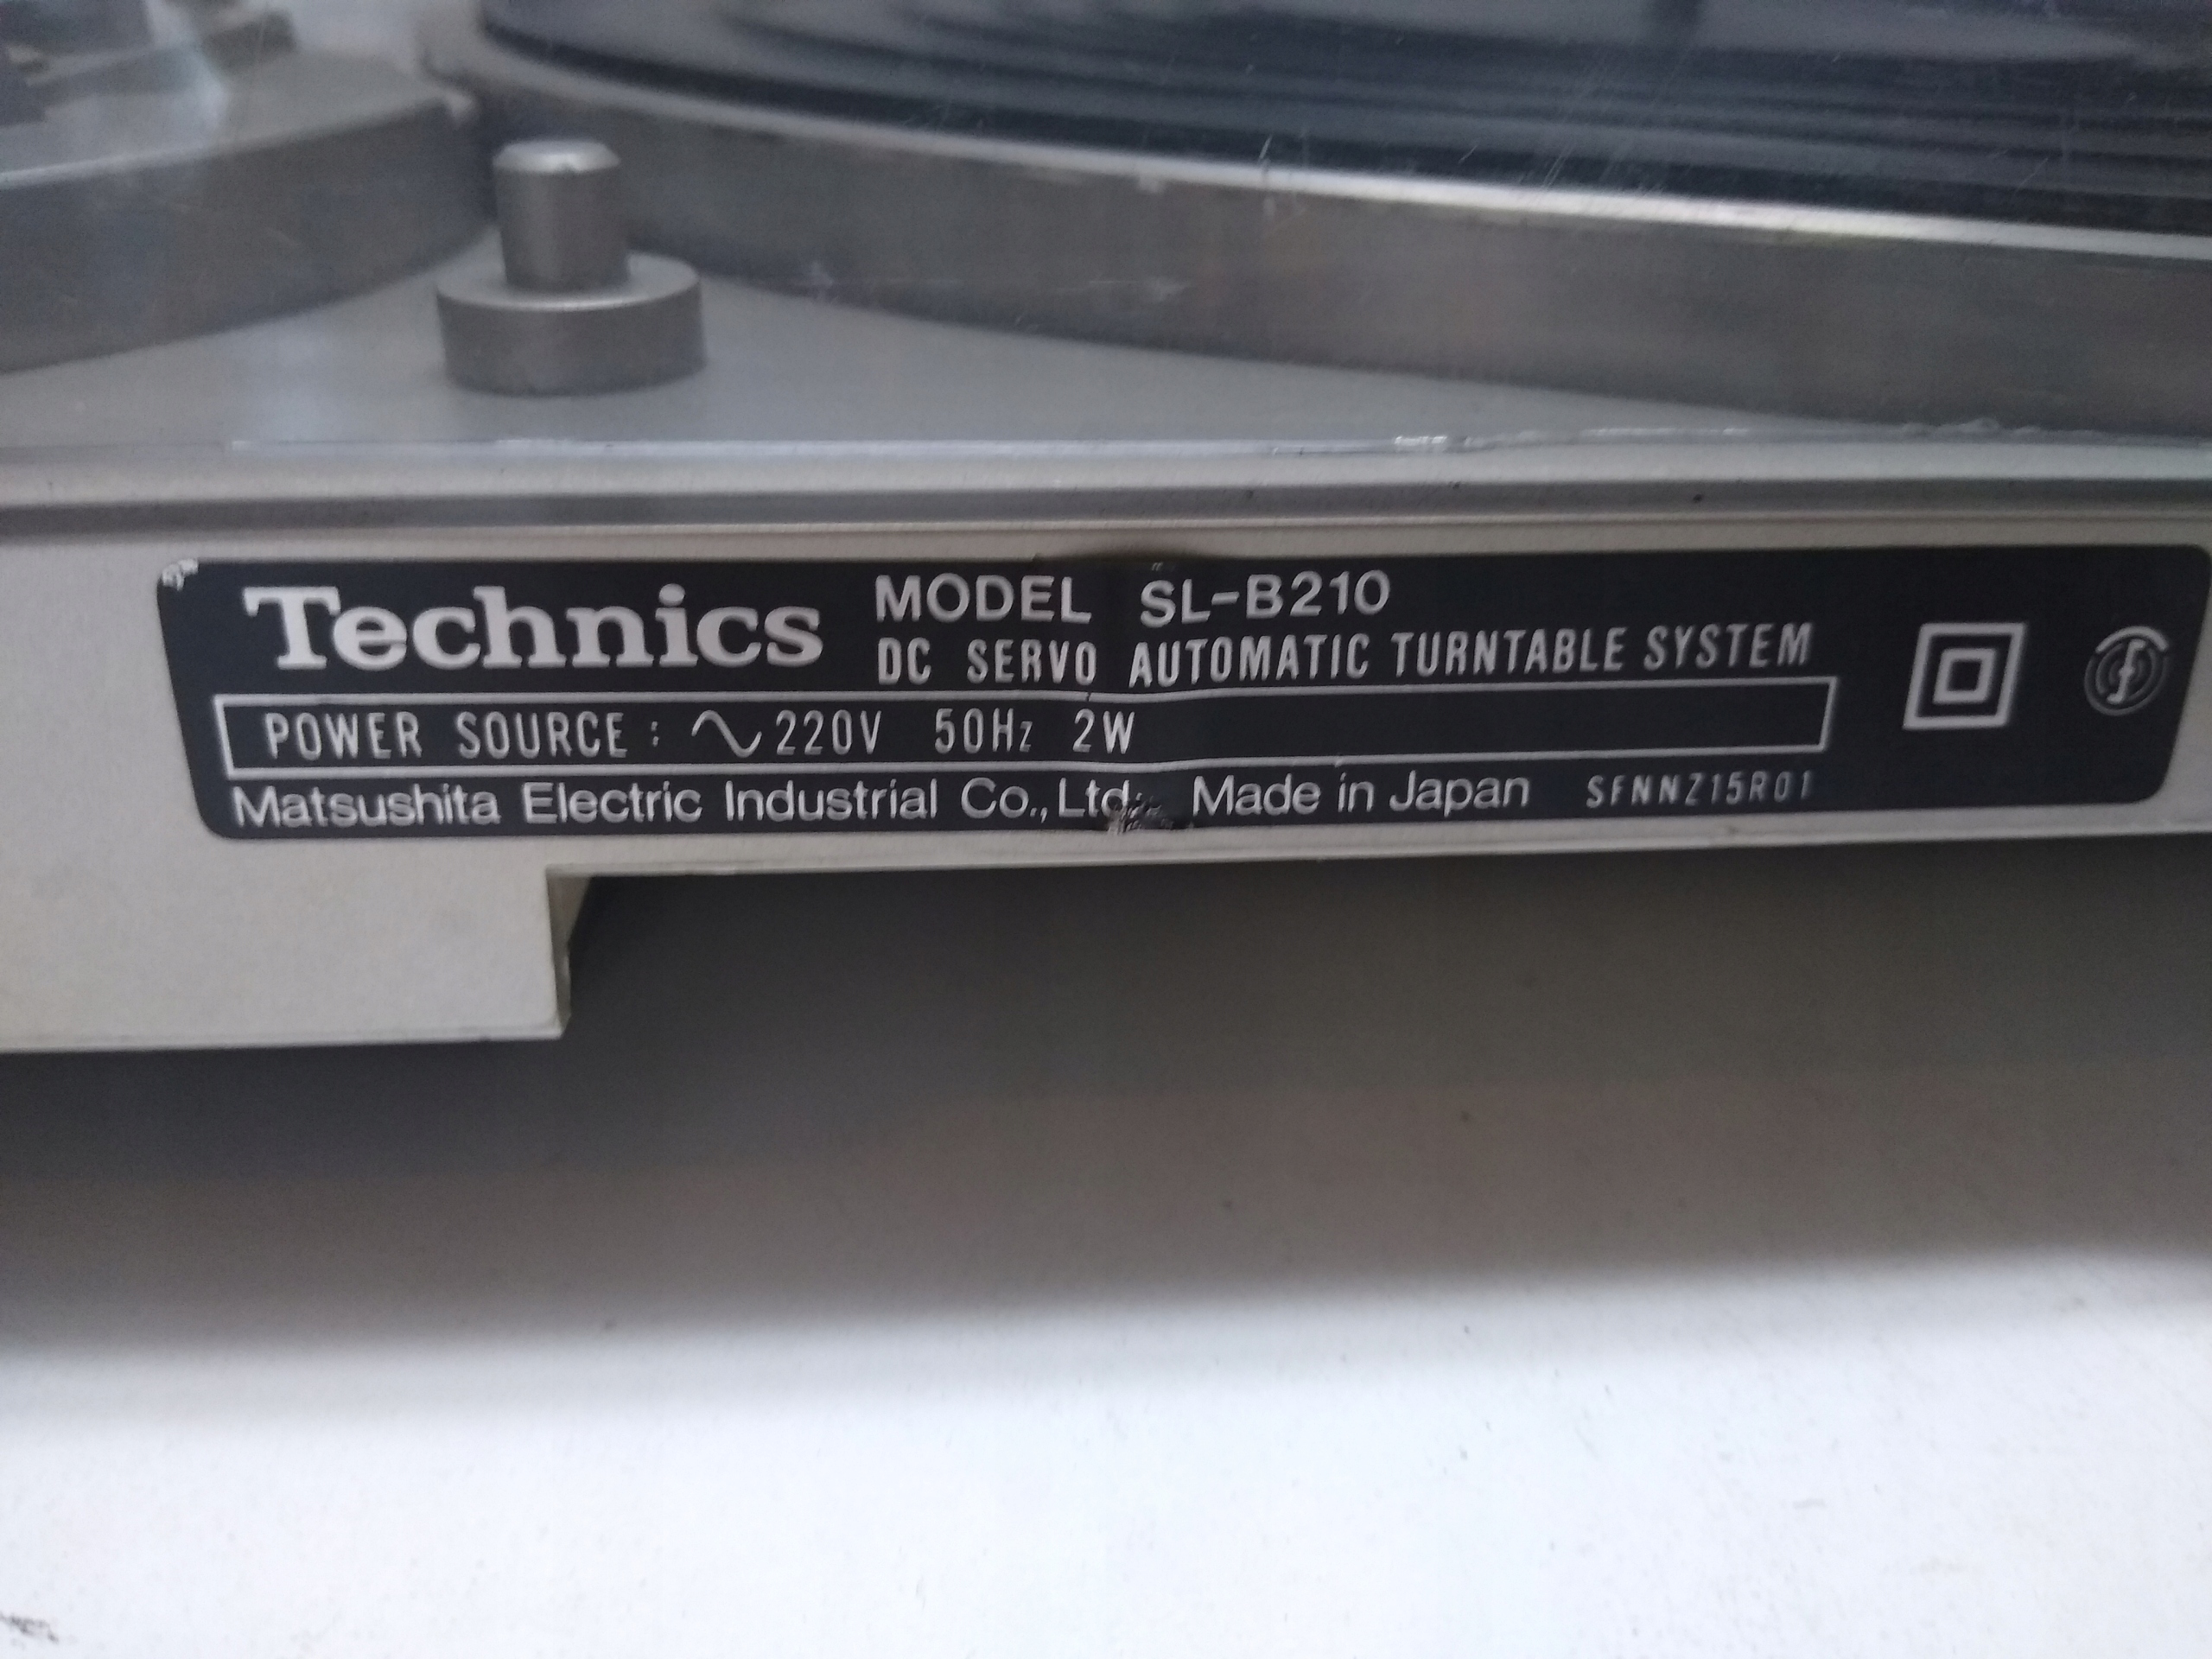 Technics MODEL SL-B210
DC SERVO AUTOMATIC TURNTABLE SYSTEM
POWER SOURCE : ∿220V 50Hz 2W
Matsushita Electric Industrial Co., Ltd. Made in Japan SFNNZ15R01